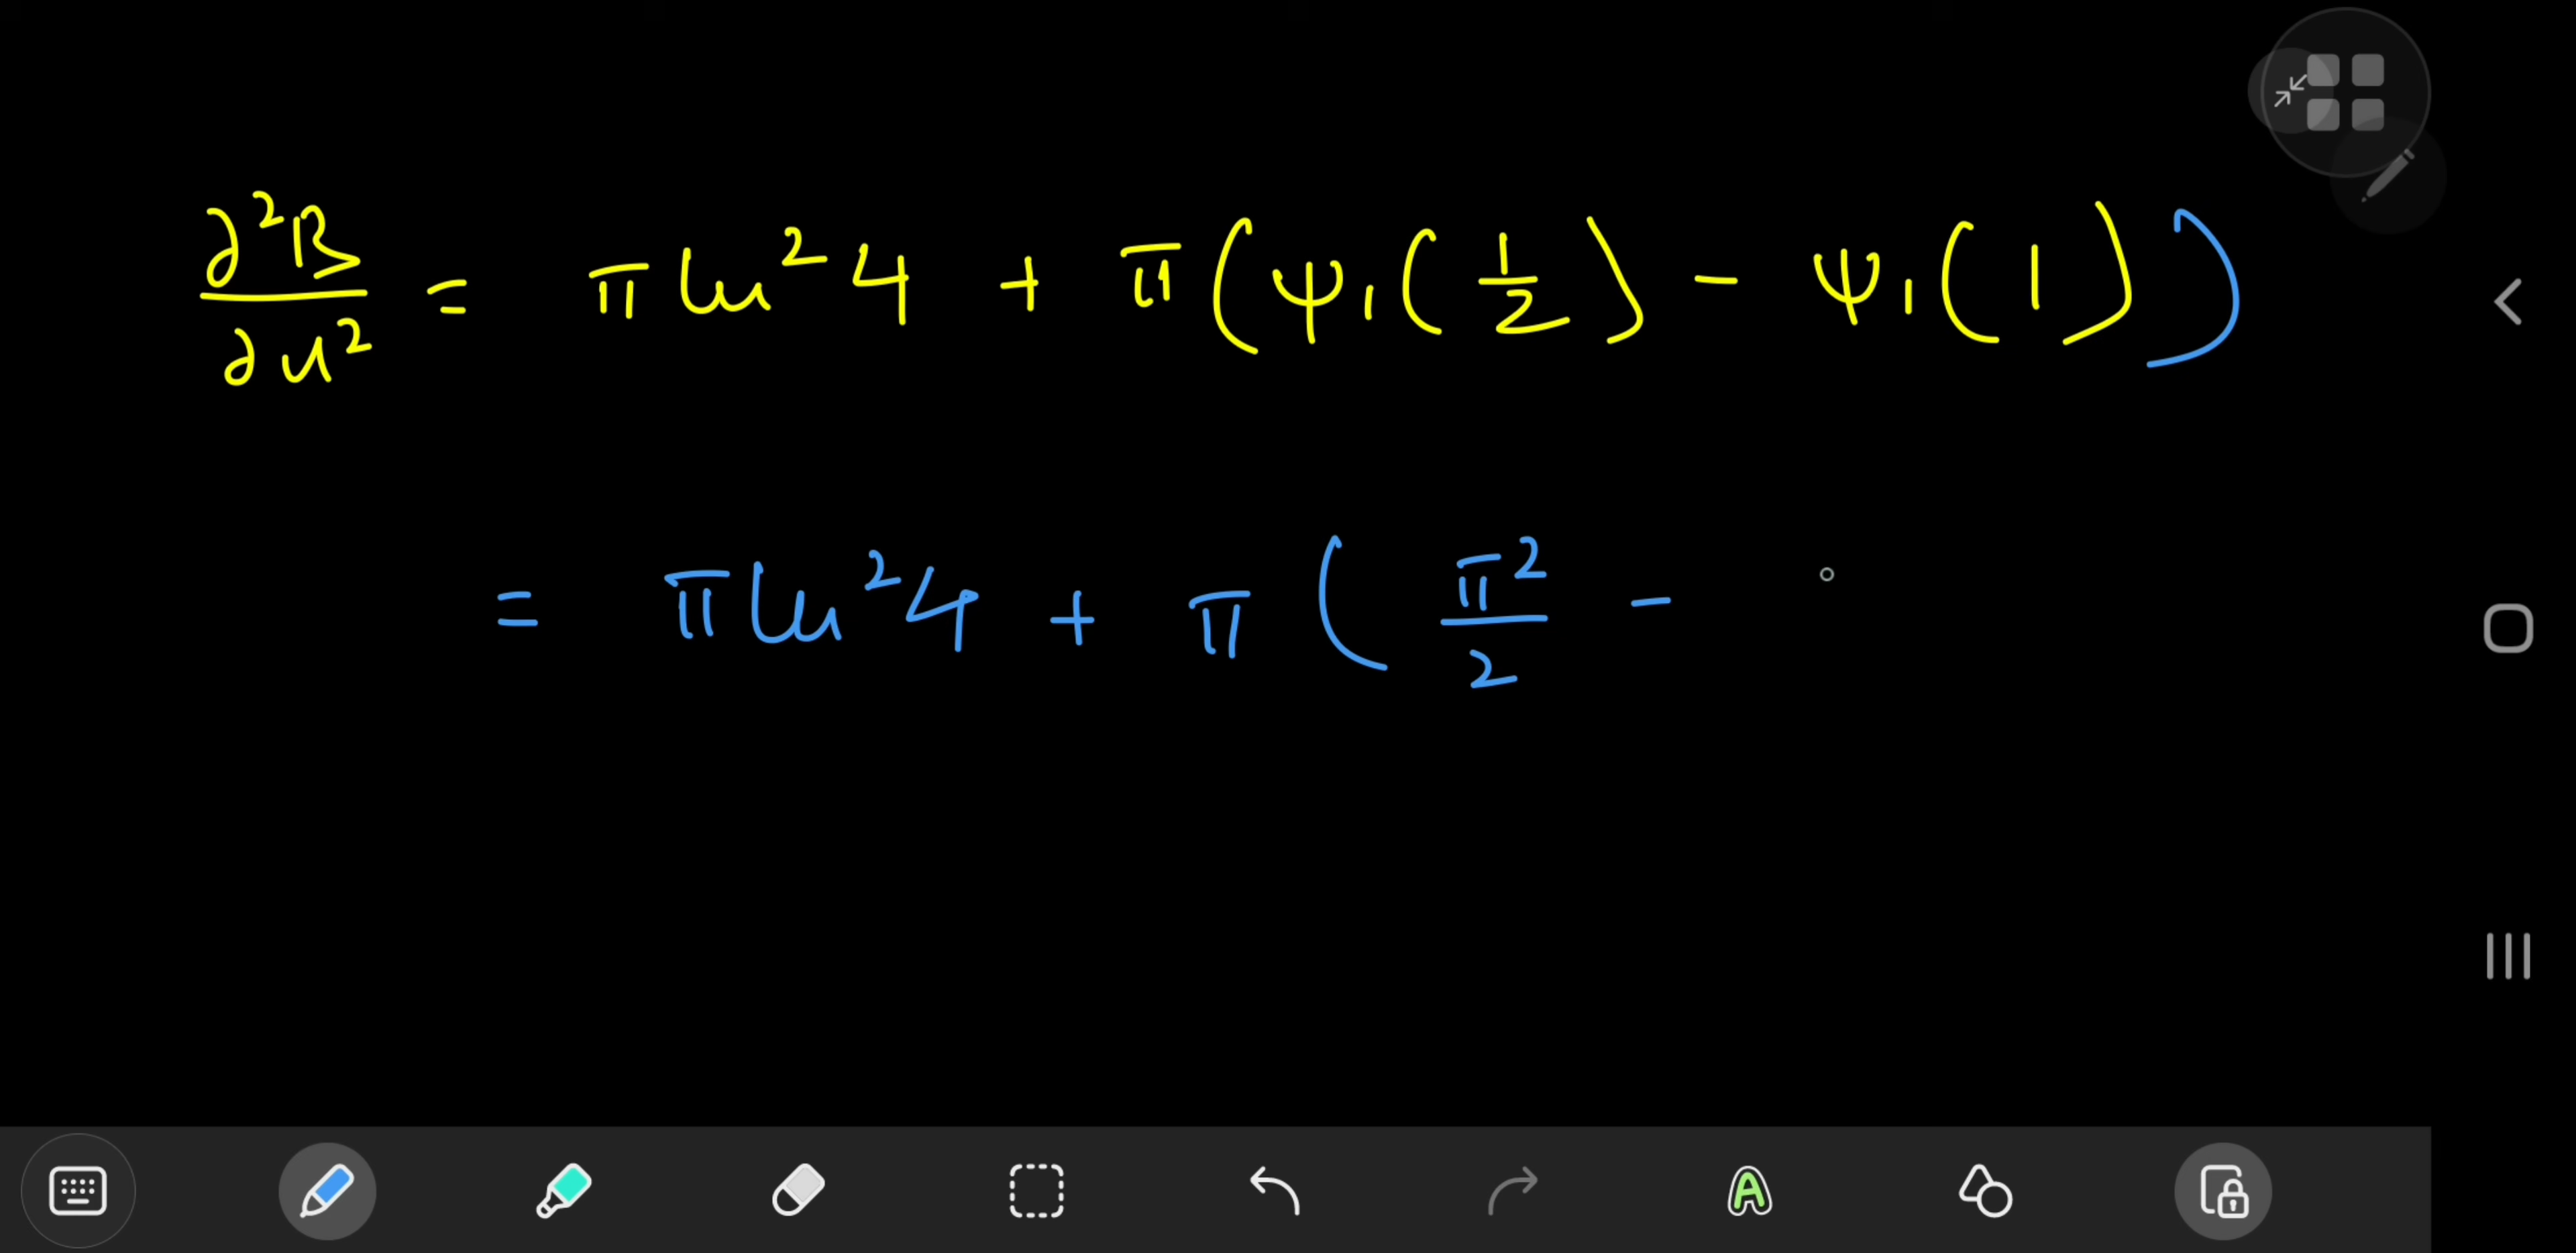 ∂²B/∂u² = π ln²4 + π(ψ₁(1/2) − ψ₁(1))
= π ln²4 + π(π²/2 −
A